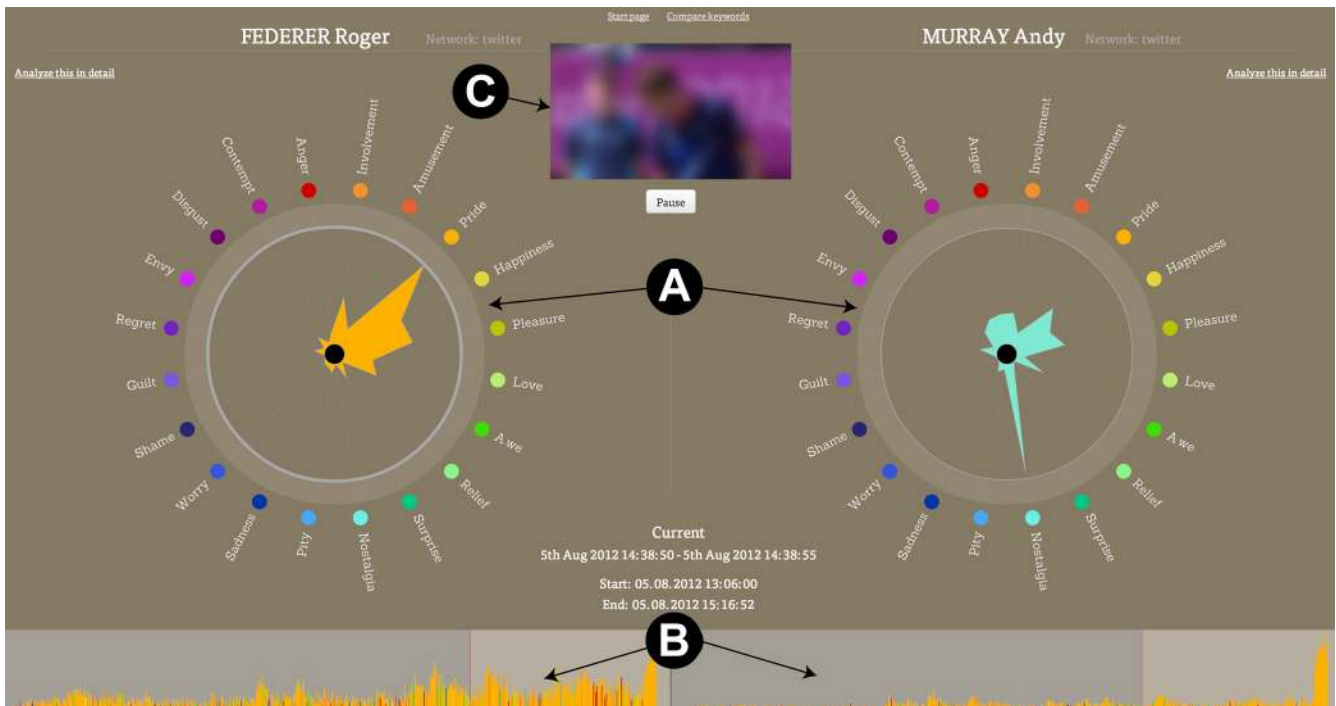 Start page Compare keywords
FEDERER Roger Network: twitter
MURRAY Andy Network: twitter
Analyze this in detail
Analyze this in detail
C
Pause
A
Anger
Involvement
Amusement
Pride
Happiness
Pleasure
Love
Awe
Relief
Surprise
Nostalgia
Pity
Sadness
Worry
Shame
Guilt
Regret
Envy
Disgust
Contempt
Anger
Involvement
Amusement
Pride
Happiness
Pleasure
Love
Awe
Relief
Surprise
Nostalgia
Pity
Sadness
Worry
Shame
Guilt
Regret
Envy
Disgust
Contempt
Current
5th Aug 2012 14:38:50 - 5th Aug 2012 14:38:55
Start: 05.08.2012 13:06:00
End: 05.08.2012 15:16:52
B